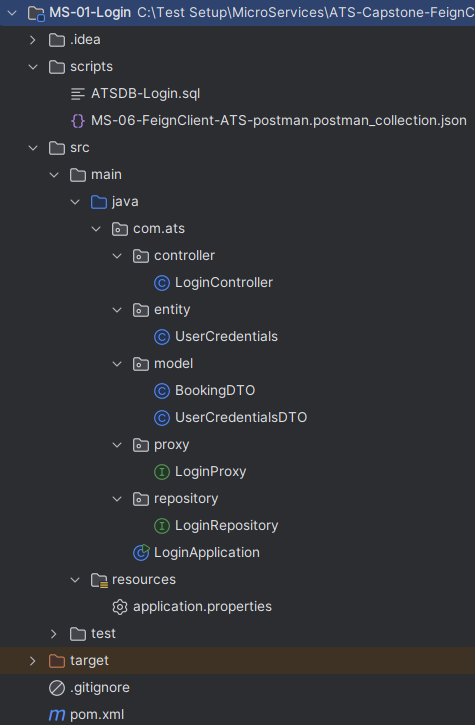 MS-01-Login C:\Test Setup\MicroServices\ATS-Capstone-FeignC
.idea
scripts
ATSDB-Login.sql
MS-06-FeignClient-ATS-postman.postman_collection.json
src
main
java
com.ats
controller
LoginController
entity
UserCredentials
model
BookingDTO
UserCredentialsDTO
proxy
LoginProxy
repository
LoginRepository
LoginApplication
resources
application.properties
test
target
.gitignore
pom.xml